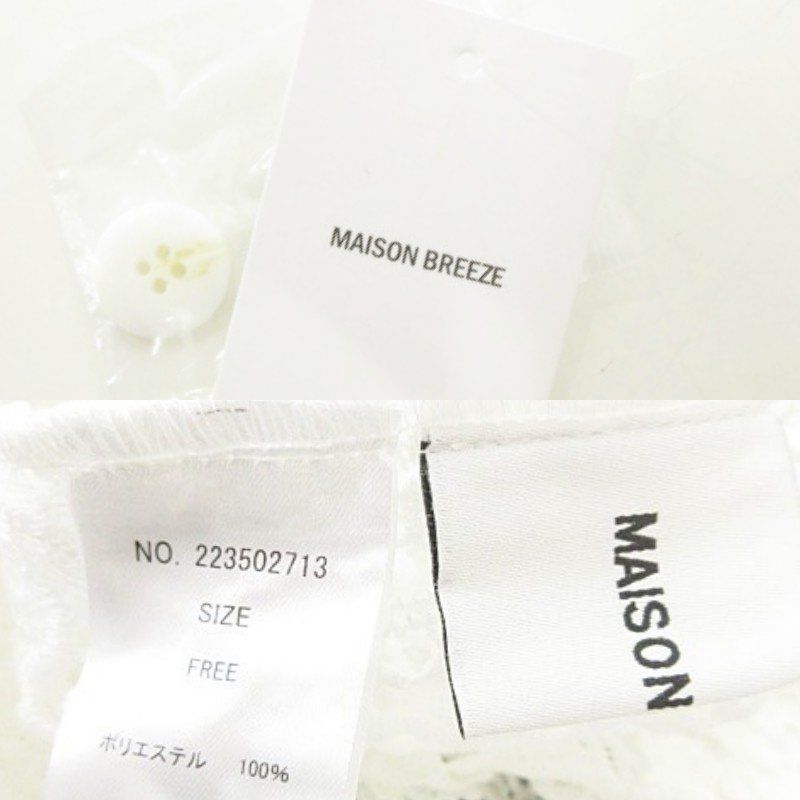 MAISON BREEZE
NO. 223502713
SIZE
FREE
ポリエステル 100%
MAISON